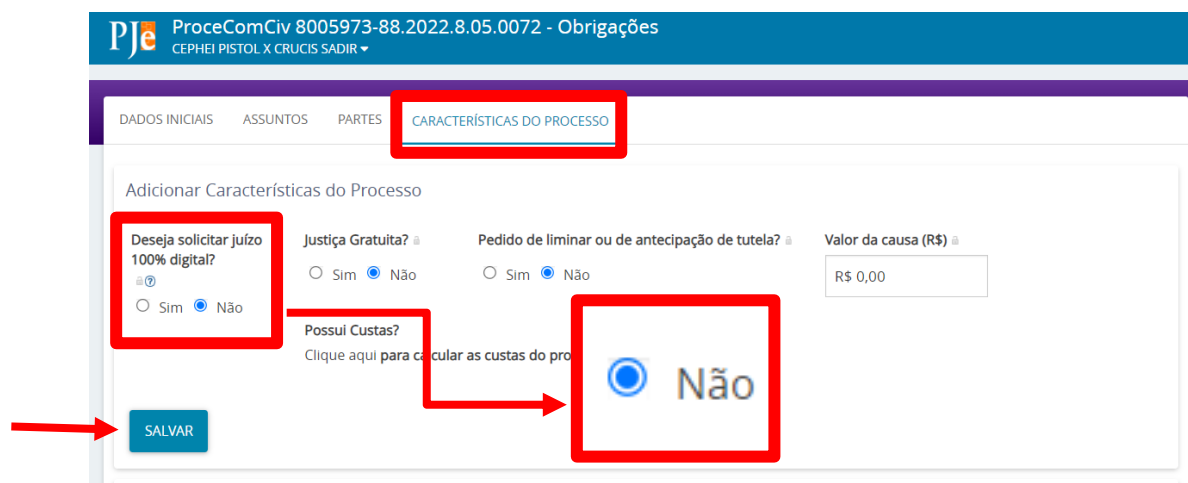 PJe
ProceComCiv 8005973-88.2022.8.05.0072 - Obrigações
CEPHEI PISTOL X CRUCIS SADIR
DADOS INICIAIS ASSUNTOS PARTES CARACTERÍSTICAS DO PROCESSO
Adicionar Características do Processo
Deseja solicitar juízo
100% digital?
Sim Não
Justiça Gratuita?
Sim Não
Pedido de liminar ou de antecipação de tutela?
Sim Não
Valor da causa (R$)
R$ 0,00
Possui Custas?
Clique aqui para calcular as custas do pro
Não
SALVAR